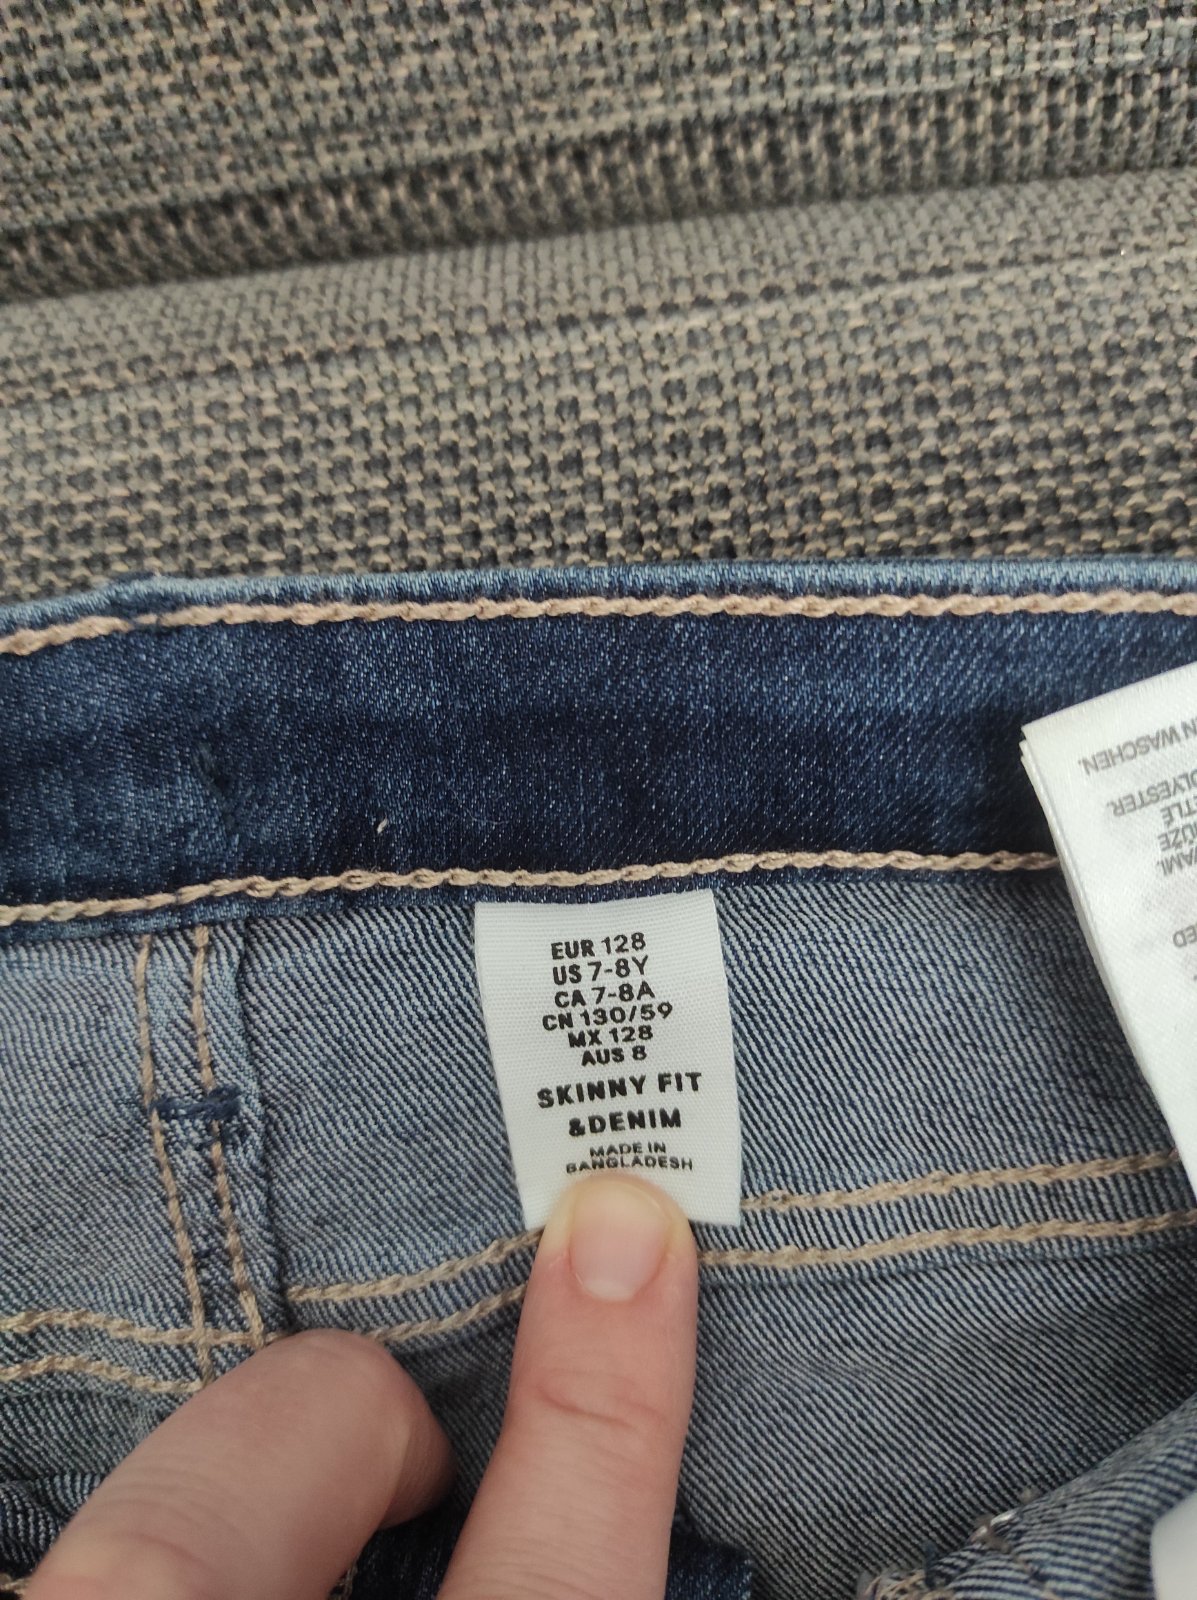 EUR 128
US 7-8Y
CA 7-8A
CN 130/59
MX 128
AUS 8
SKINNY FIT
&DENIM
MADE IN
BANGLADESH
WASCHEN.